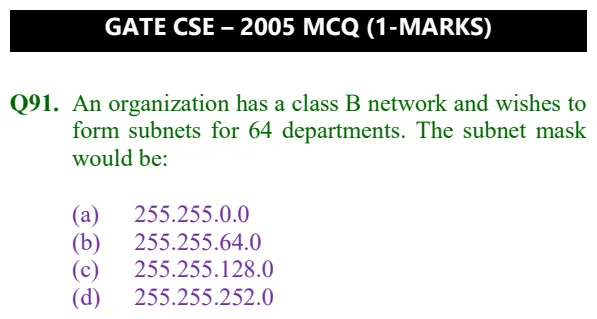 GATE CSE – 2005 MCQ (1-MARKS)
Q91. An organization has a class B network and wishes to
form subnets for 64 departments. The subnet mask
would be:
(a) 255.255.0.0
(b) 255.255.64.0
(c) 255.255.128.0
(d) 255.255.252.0